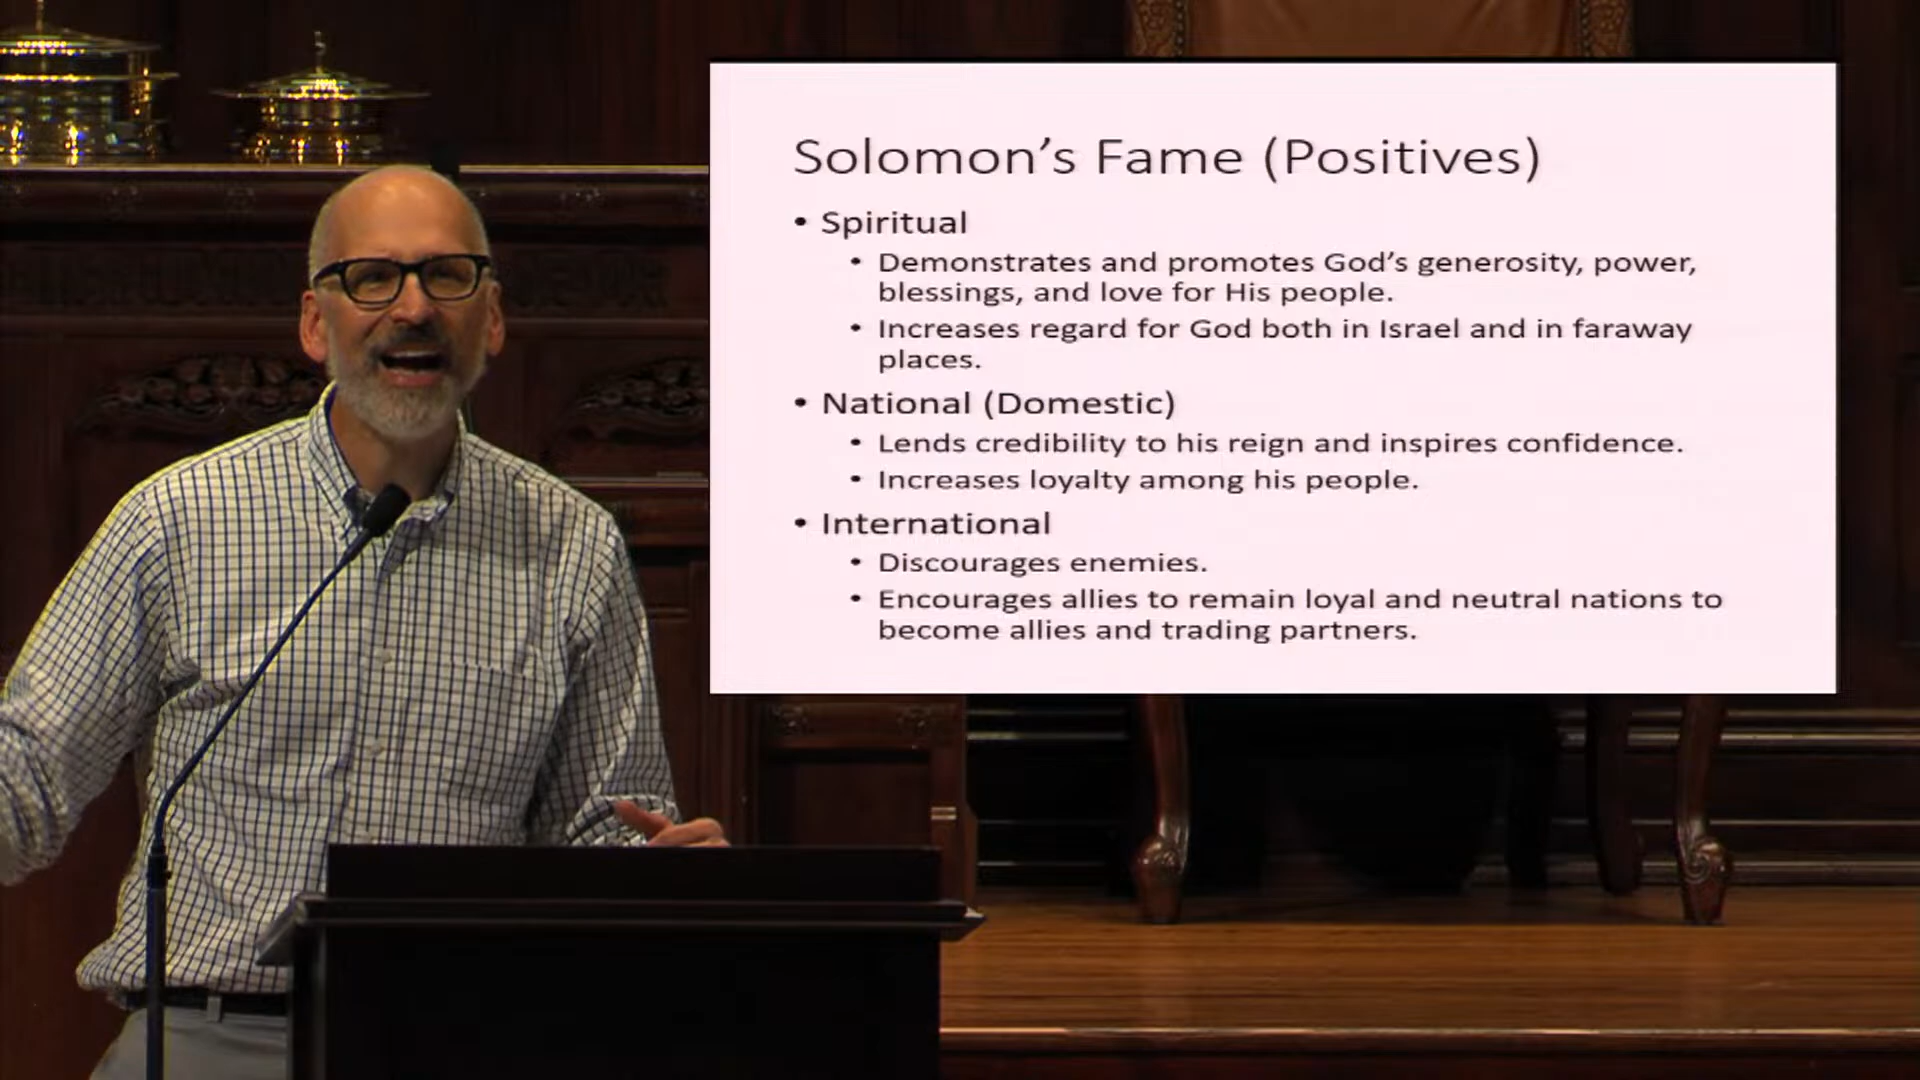 Solomon’s Fame (Positives)
• Spiritual
• Demonstrates and promotes God’s generosity, power,
blessings, and love for His people.
• Increases regard for God both in Israel and in faraway
places.
• National (Domestic)
• Lends credibility to his reign and inspires confidence.
• Increases loyalty among his people.
• International
• Discourages enemies.
• Encourages allies to remain loyal and neutral nations to
become allies and trading partners.